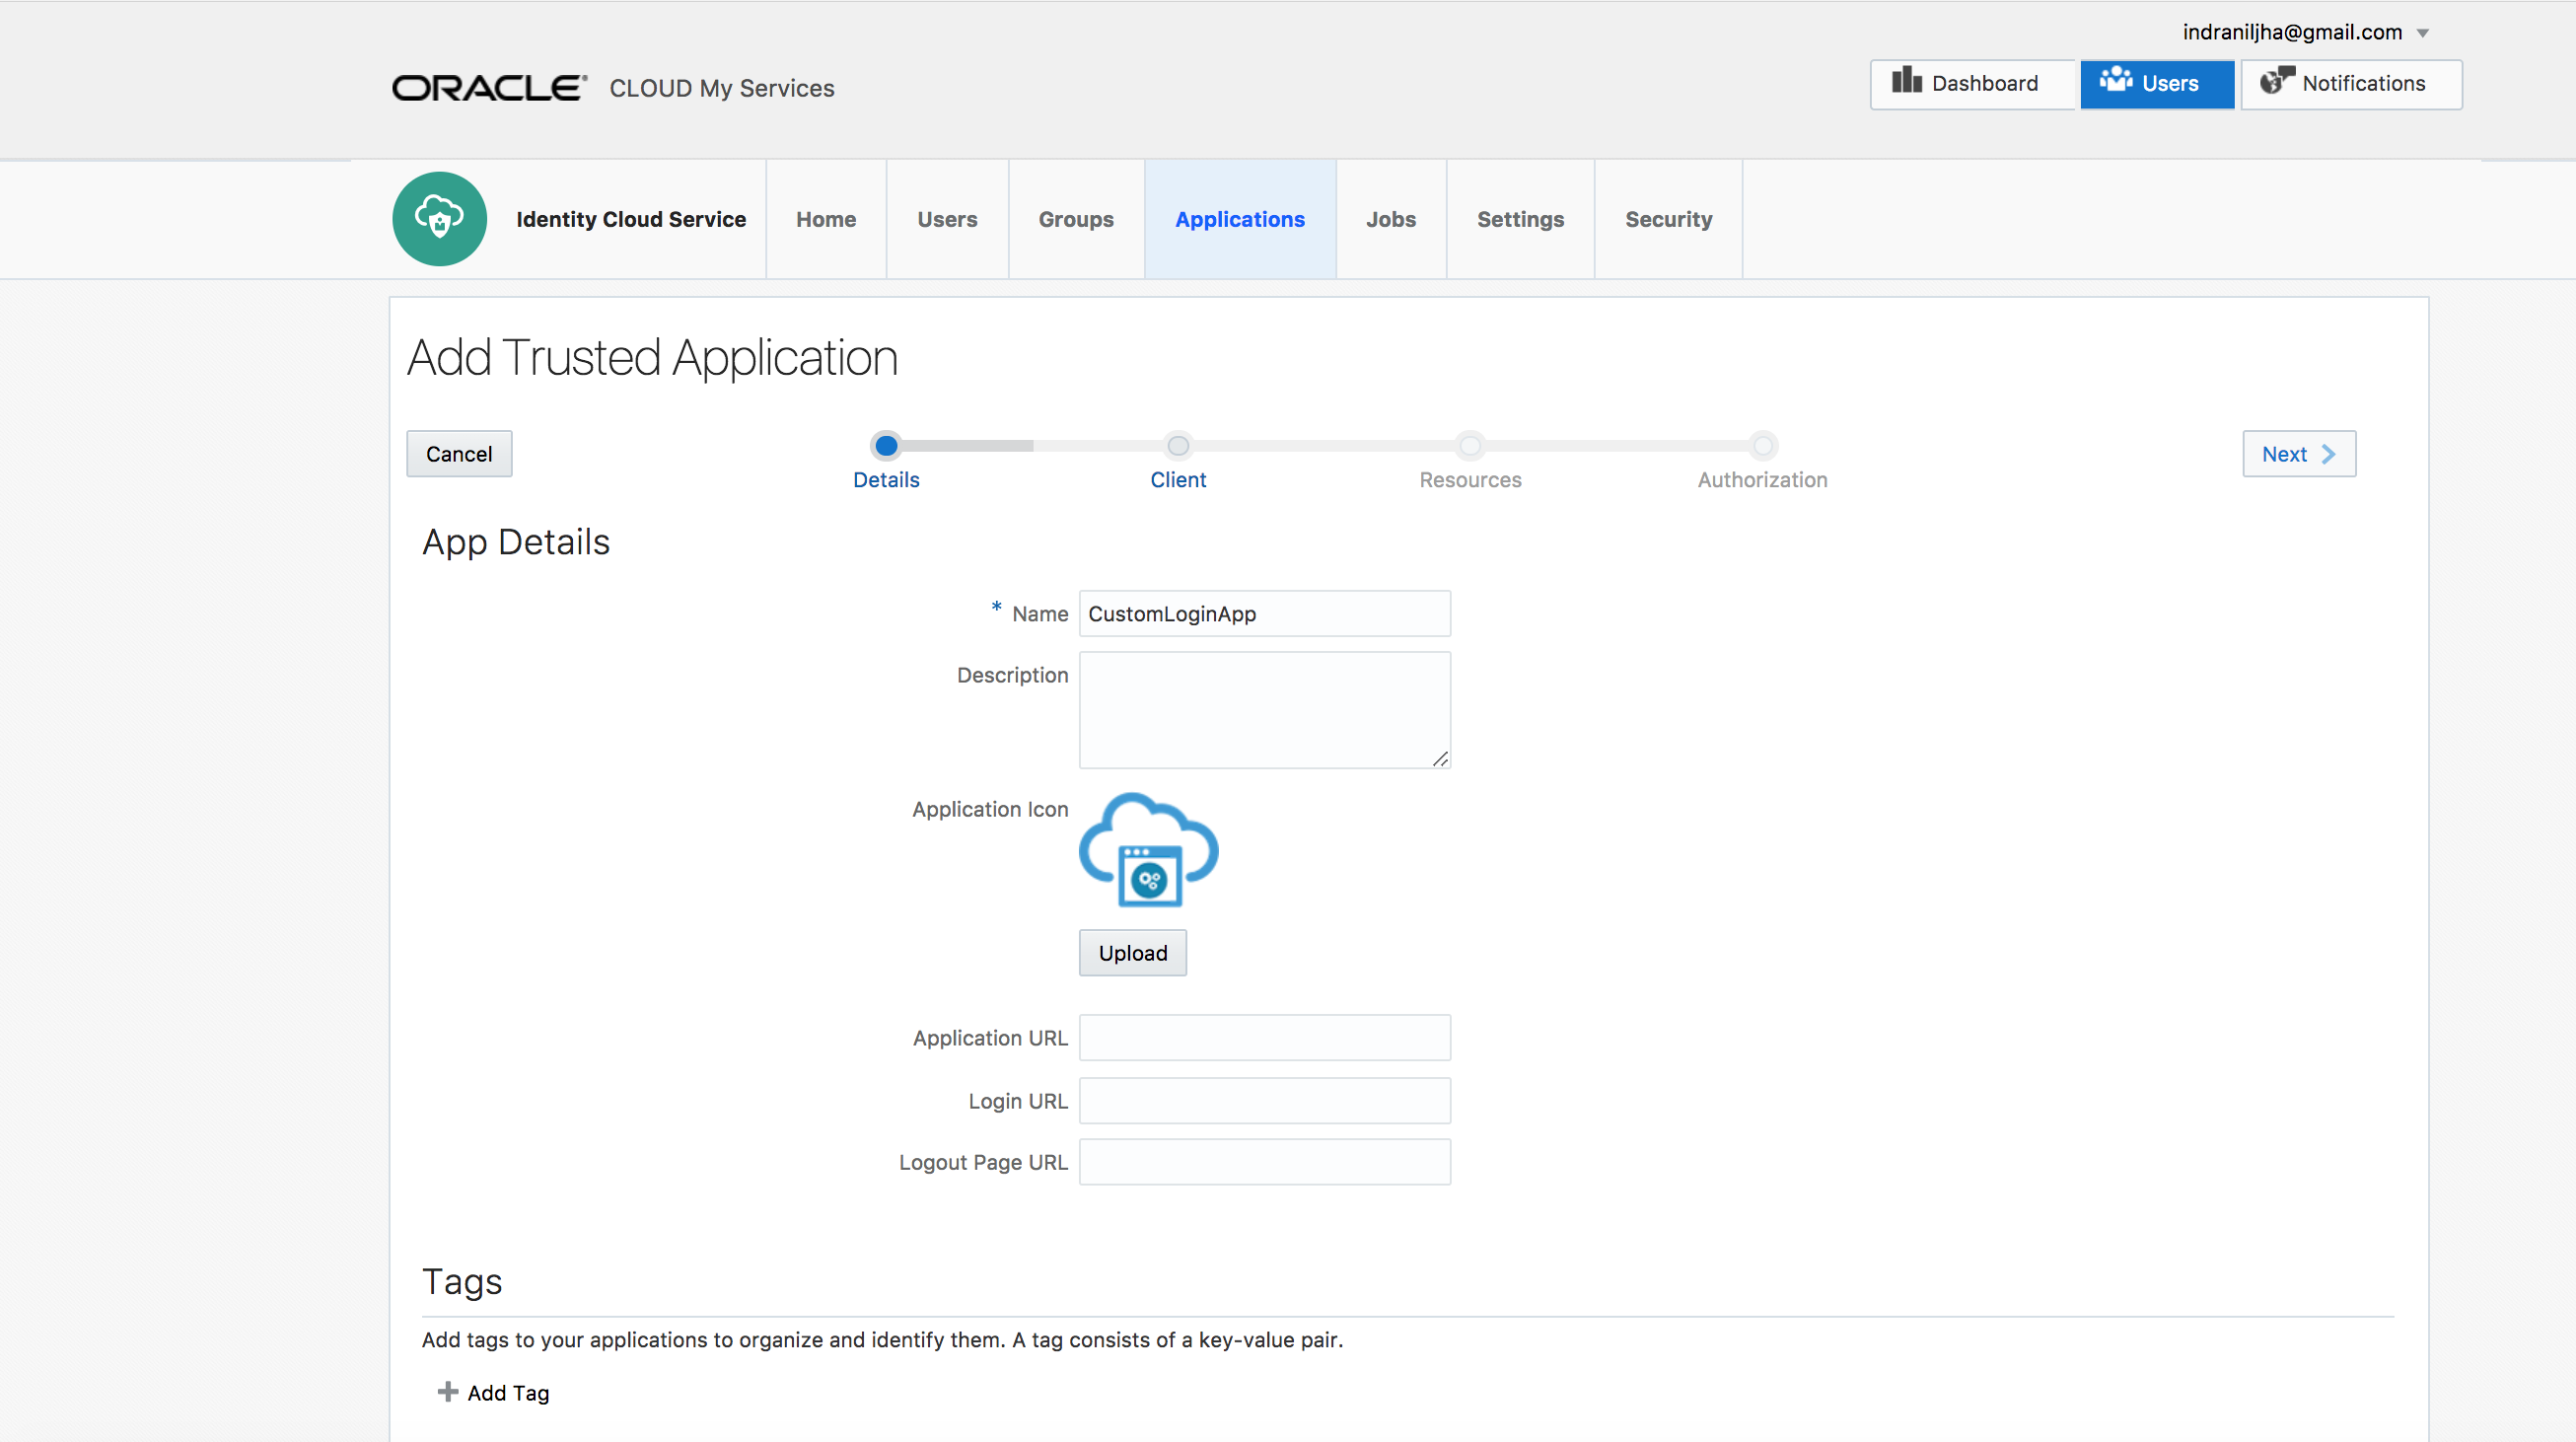 indraniljha@gmail.com
ORACLE CLOUD My Services
Dashboard Users Notifications
Identity Cloud Service Home Users Groups Applications Jobs Settings Security
Add Trusted Application
Cancel
Details Client Resources Authorization
Next
App Details
* Name CustomLoginApp
Description
Application Icon
Upload
Application URL
Login URL
Logout Page URL
Tags
Add tags to your applications to organize and identify them. A tag consists of a key-value pair.
Add Tag